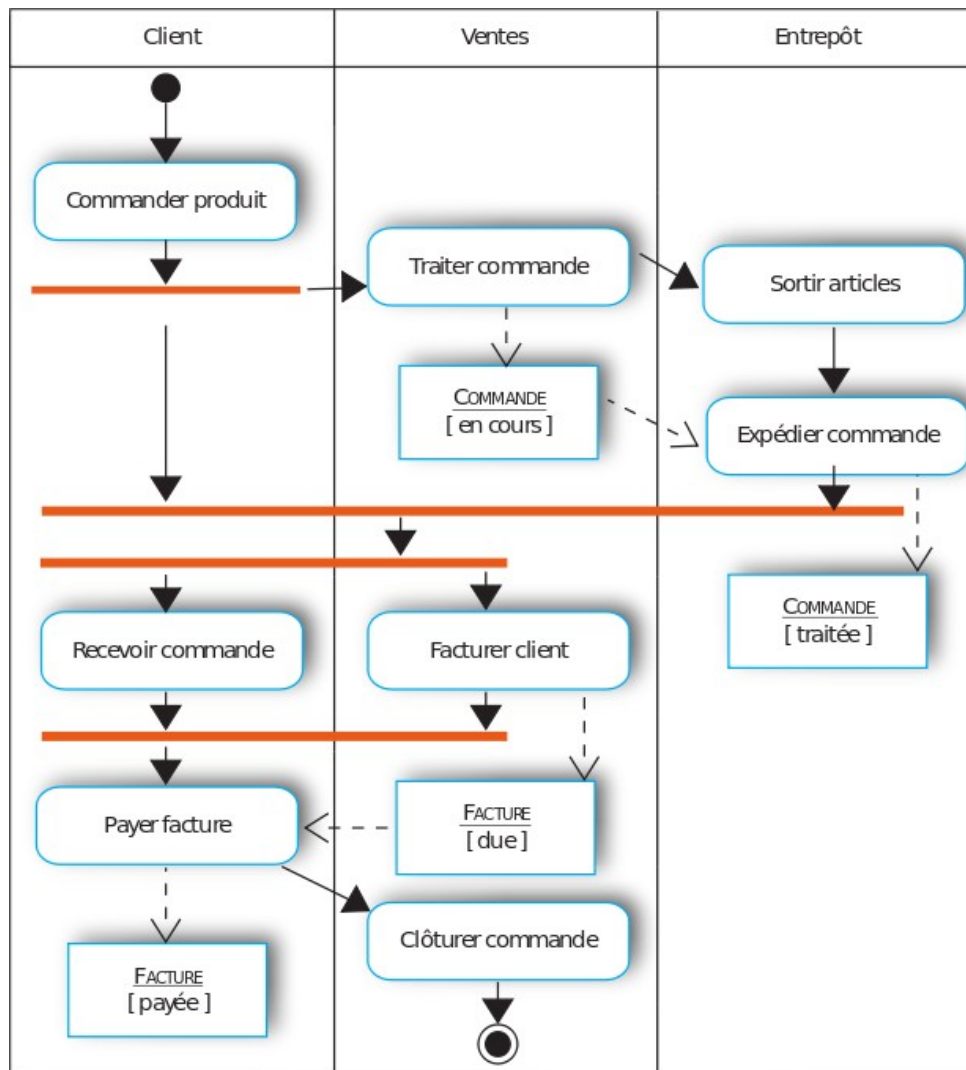 Client
Ventes
Entrepôt
Commander produit
Traiter commande
Sortir articles
COMMANDE
[ en cours ]
Expédier commande
COMMANDE
[ traitée ]
Recevoir commande
Facturer client
Payer facture
FACTURE
[ due ]
Clôturer commande
FACTURE
[ payée ]